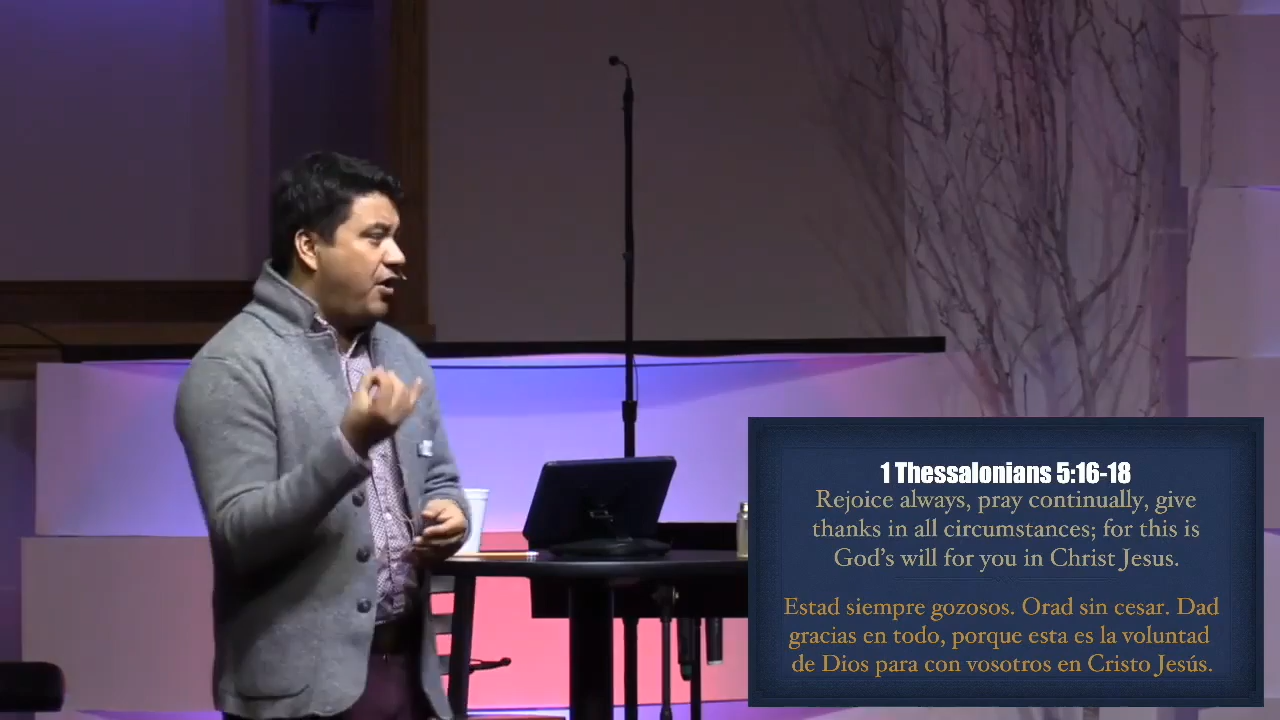 1 Thessalonians 5:16-18
Rejoice always, pray continually, give
thanks in all circumstances; for this is
God's will for you in Christ Jesus.
Estad siempre gozosos. Orad sin cesar. Dad
gracias en todo, porque esta es la voluntad
de Dios para con vosotros en Cristo Jesús.